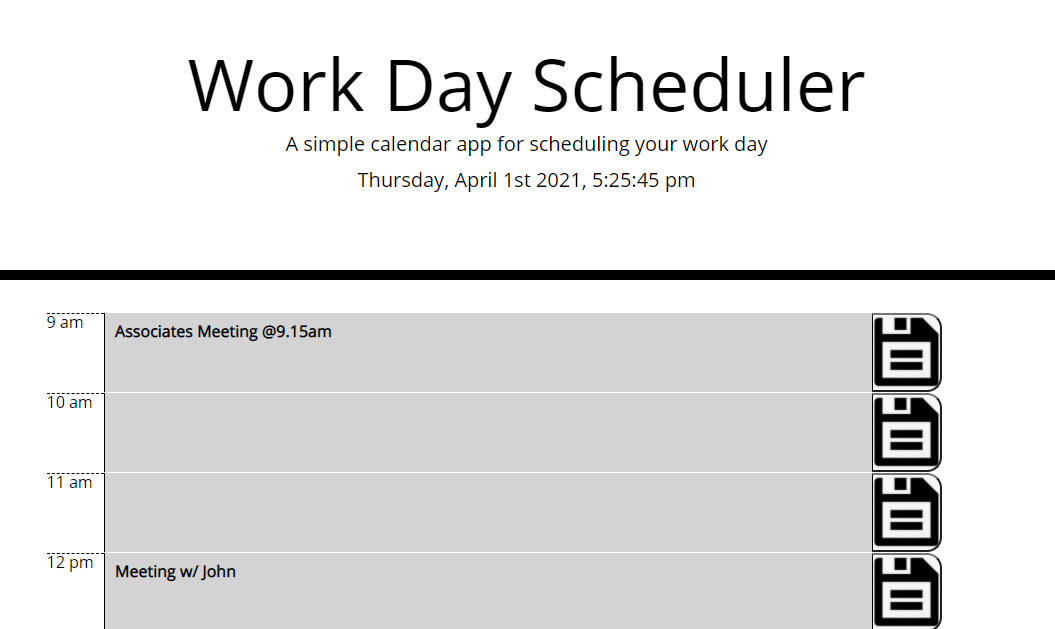 Work Day Scheduler
A simple calendar app for scheduling your work day
Thursday, April 1st 2021, 5:25:45 pm
9 am
Associates Meeting @9.15am
10 am
11 am
12 pm
Meeting w/ John